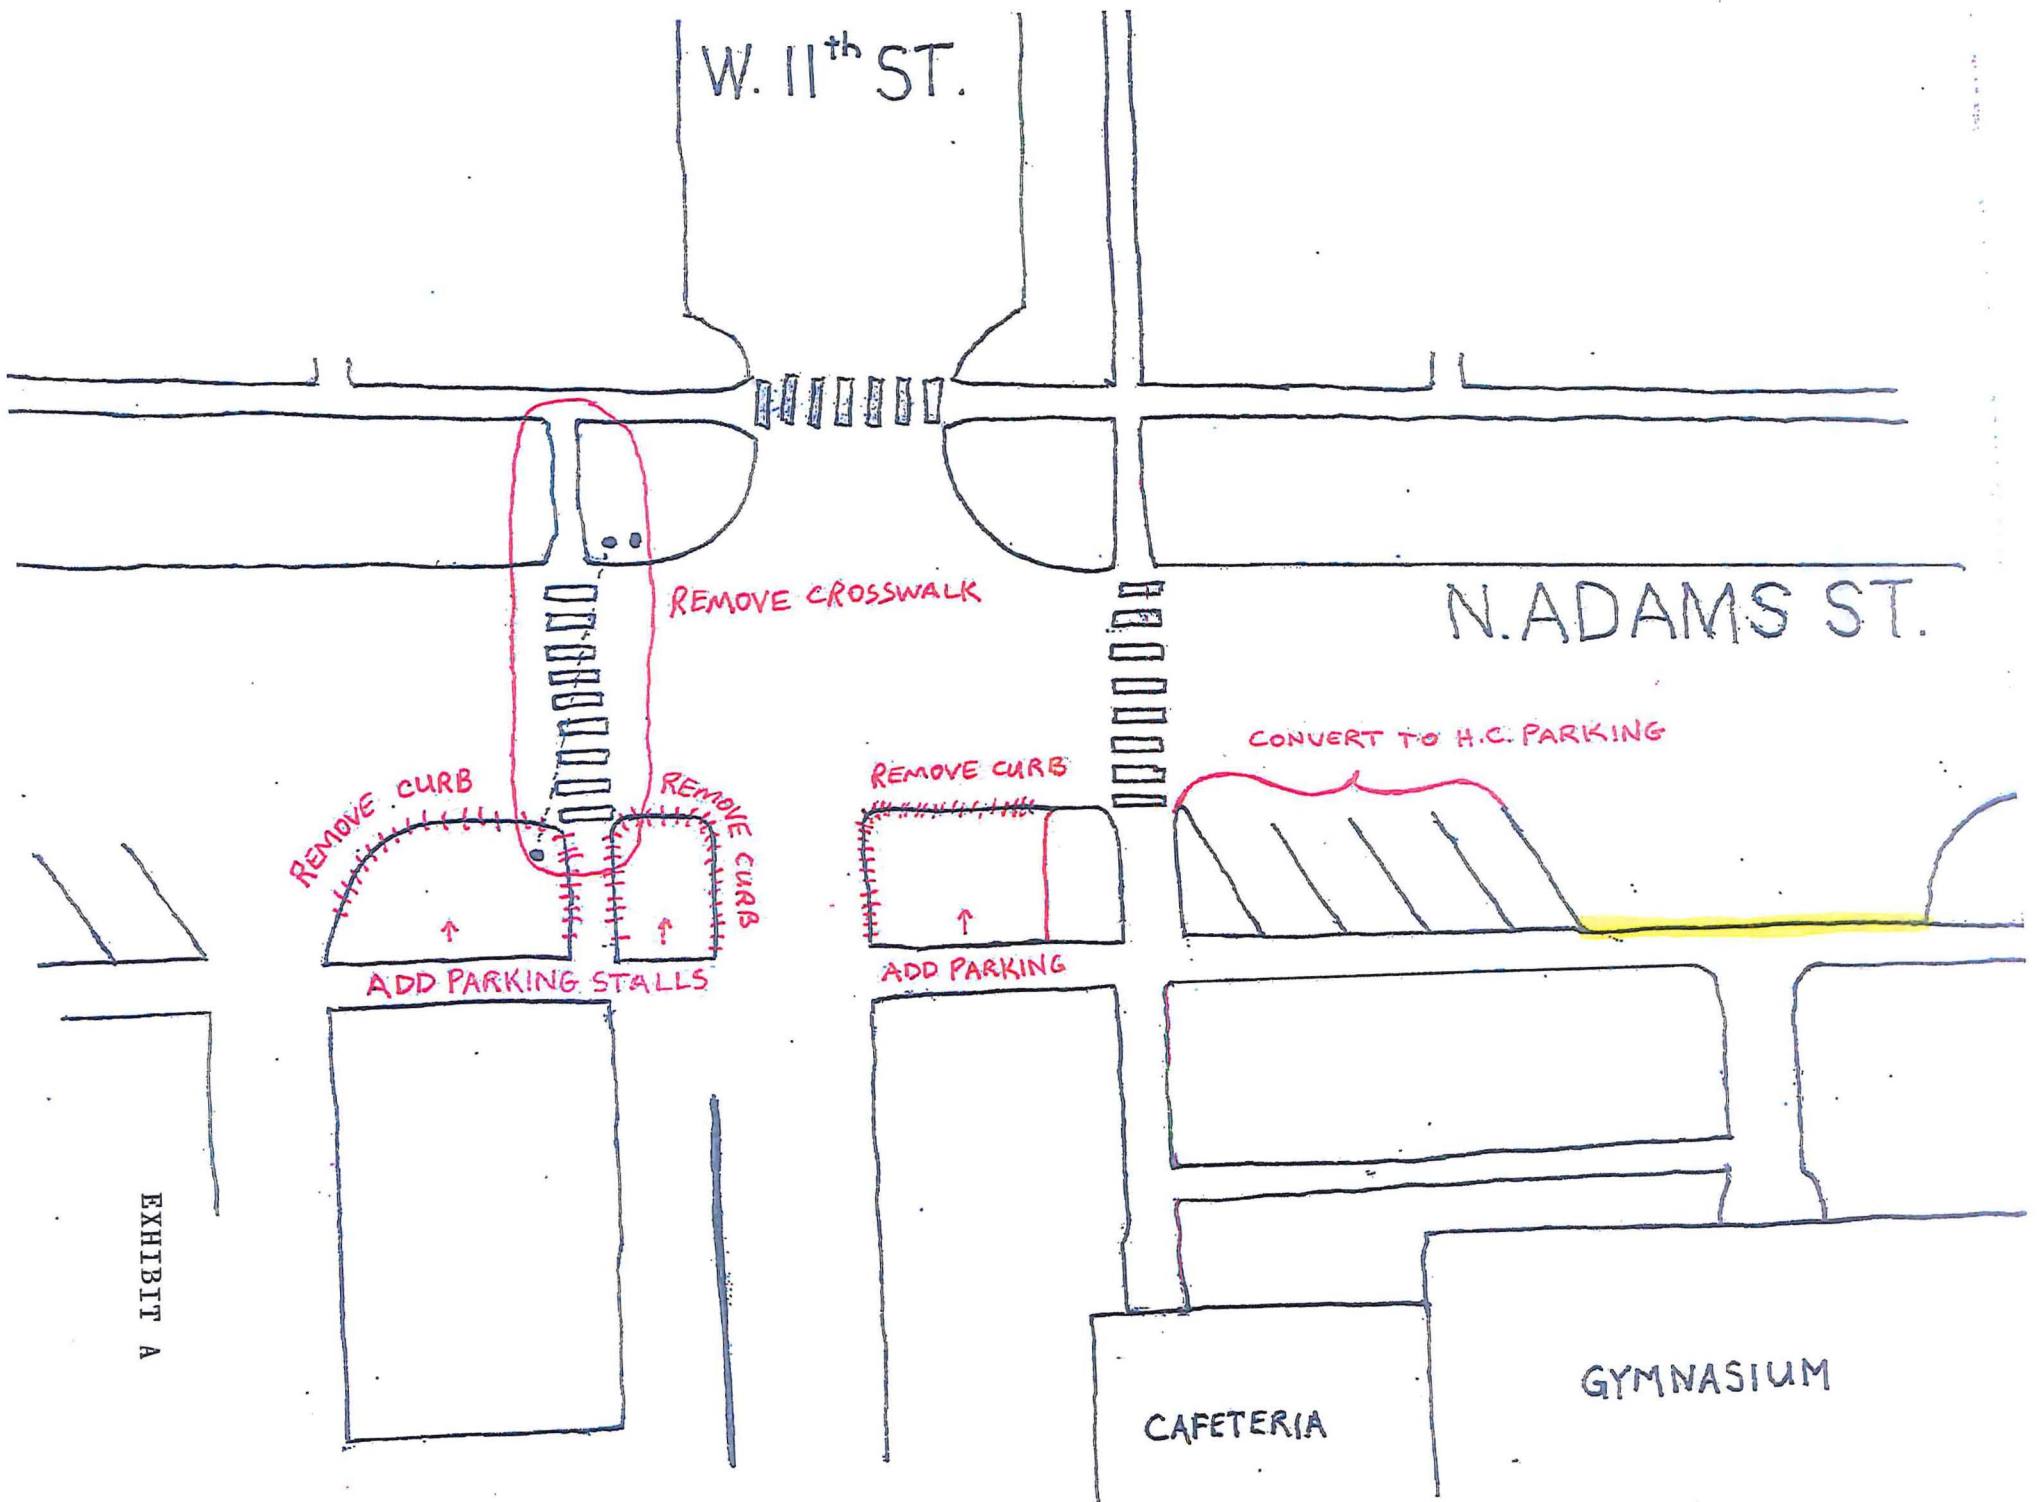 W. 11th ST.
REMOVE CROSSWALK
N. ADAMS ST.
CONVERT TO H.C. PARKING
REMOVE CURB
REMOVE CURB
REMOVE CURB
ADD PARKING STALLS
ADD PARKING
EXHIBIT A
GYMNASIUM
CAFETERIA